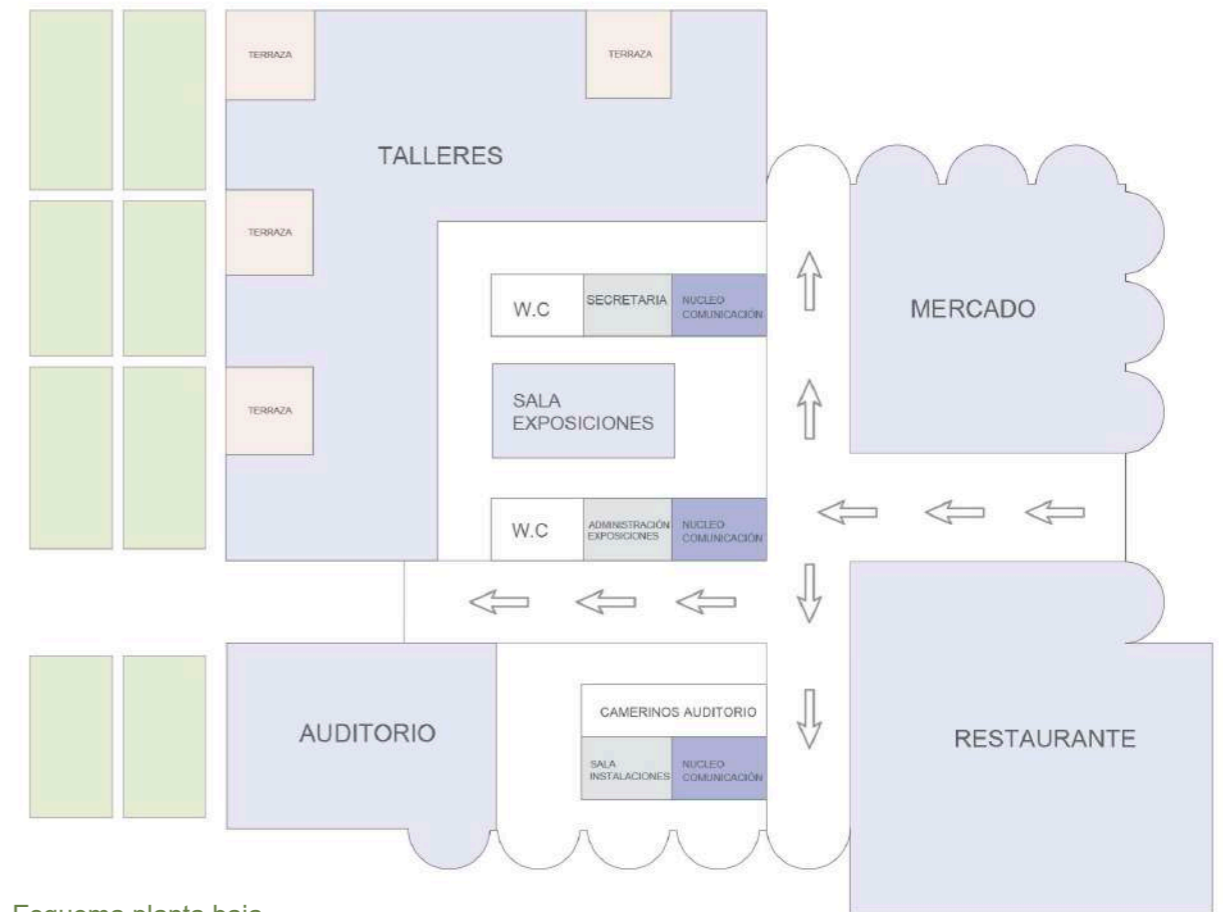 TERRAZA
TERRAZA
TALLERES
TERRAZA
W.C
SECRETARIA
NUCLEO
COMUNICACIÓN
MERCADO
SALA
EXPOSICIONES
TERRAZA
W.C
ADMINISTRACIÓN
EXPOSICIONES
NUCLEO
COMUNICACIÓN
AUDITORIO
CAMERINOS AUDITORIO
SALA
INSTALACIONES
NUCLEO
COMUNICACIÓN
RESTAURANTE
Esquema planta baja